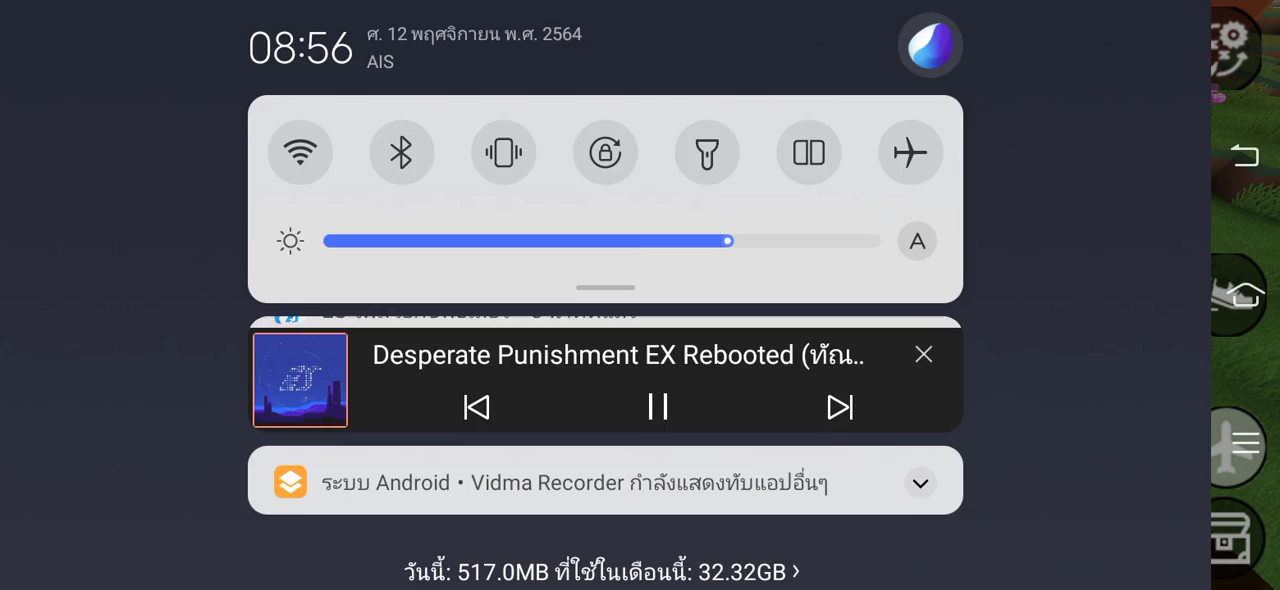 08:56
ศ. 12 พฤศจิกายน พ.ศ. 2564
AIS
A
Desperate Punishment EX Rebooted (ทัณ..
ระบบ Android • Vidma Recorder กำลังแสดงทับแอปอื่นๆ
วันนี้: 517.0MB ที่ใช้ในเดือนนี้: 32.32GB ›